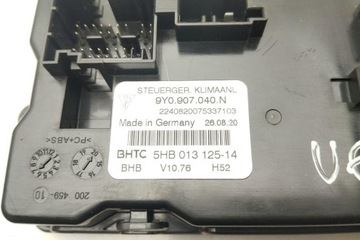 STEUERGER. KLIMAANL
9Y0.907.040.N
2240820075337103
Made in Germany 26.08.20
BHTC 5HB 013 125-14
BHB V10.76 H52
>PC+ABS<
200 459-10